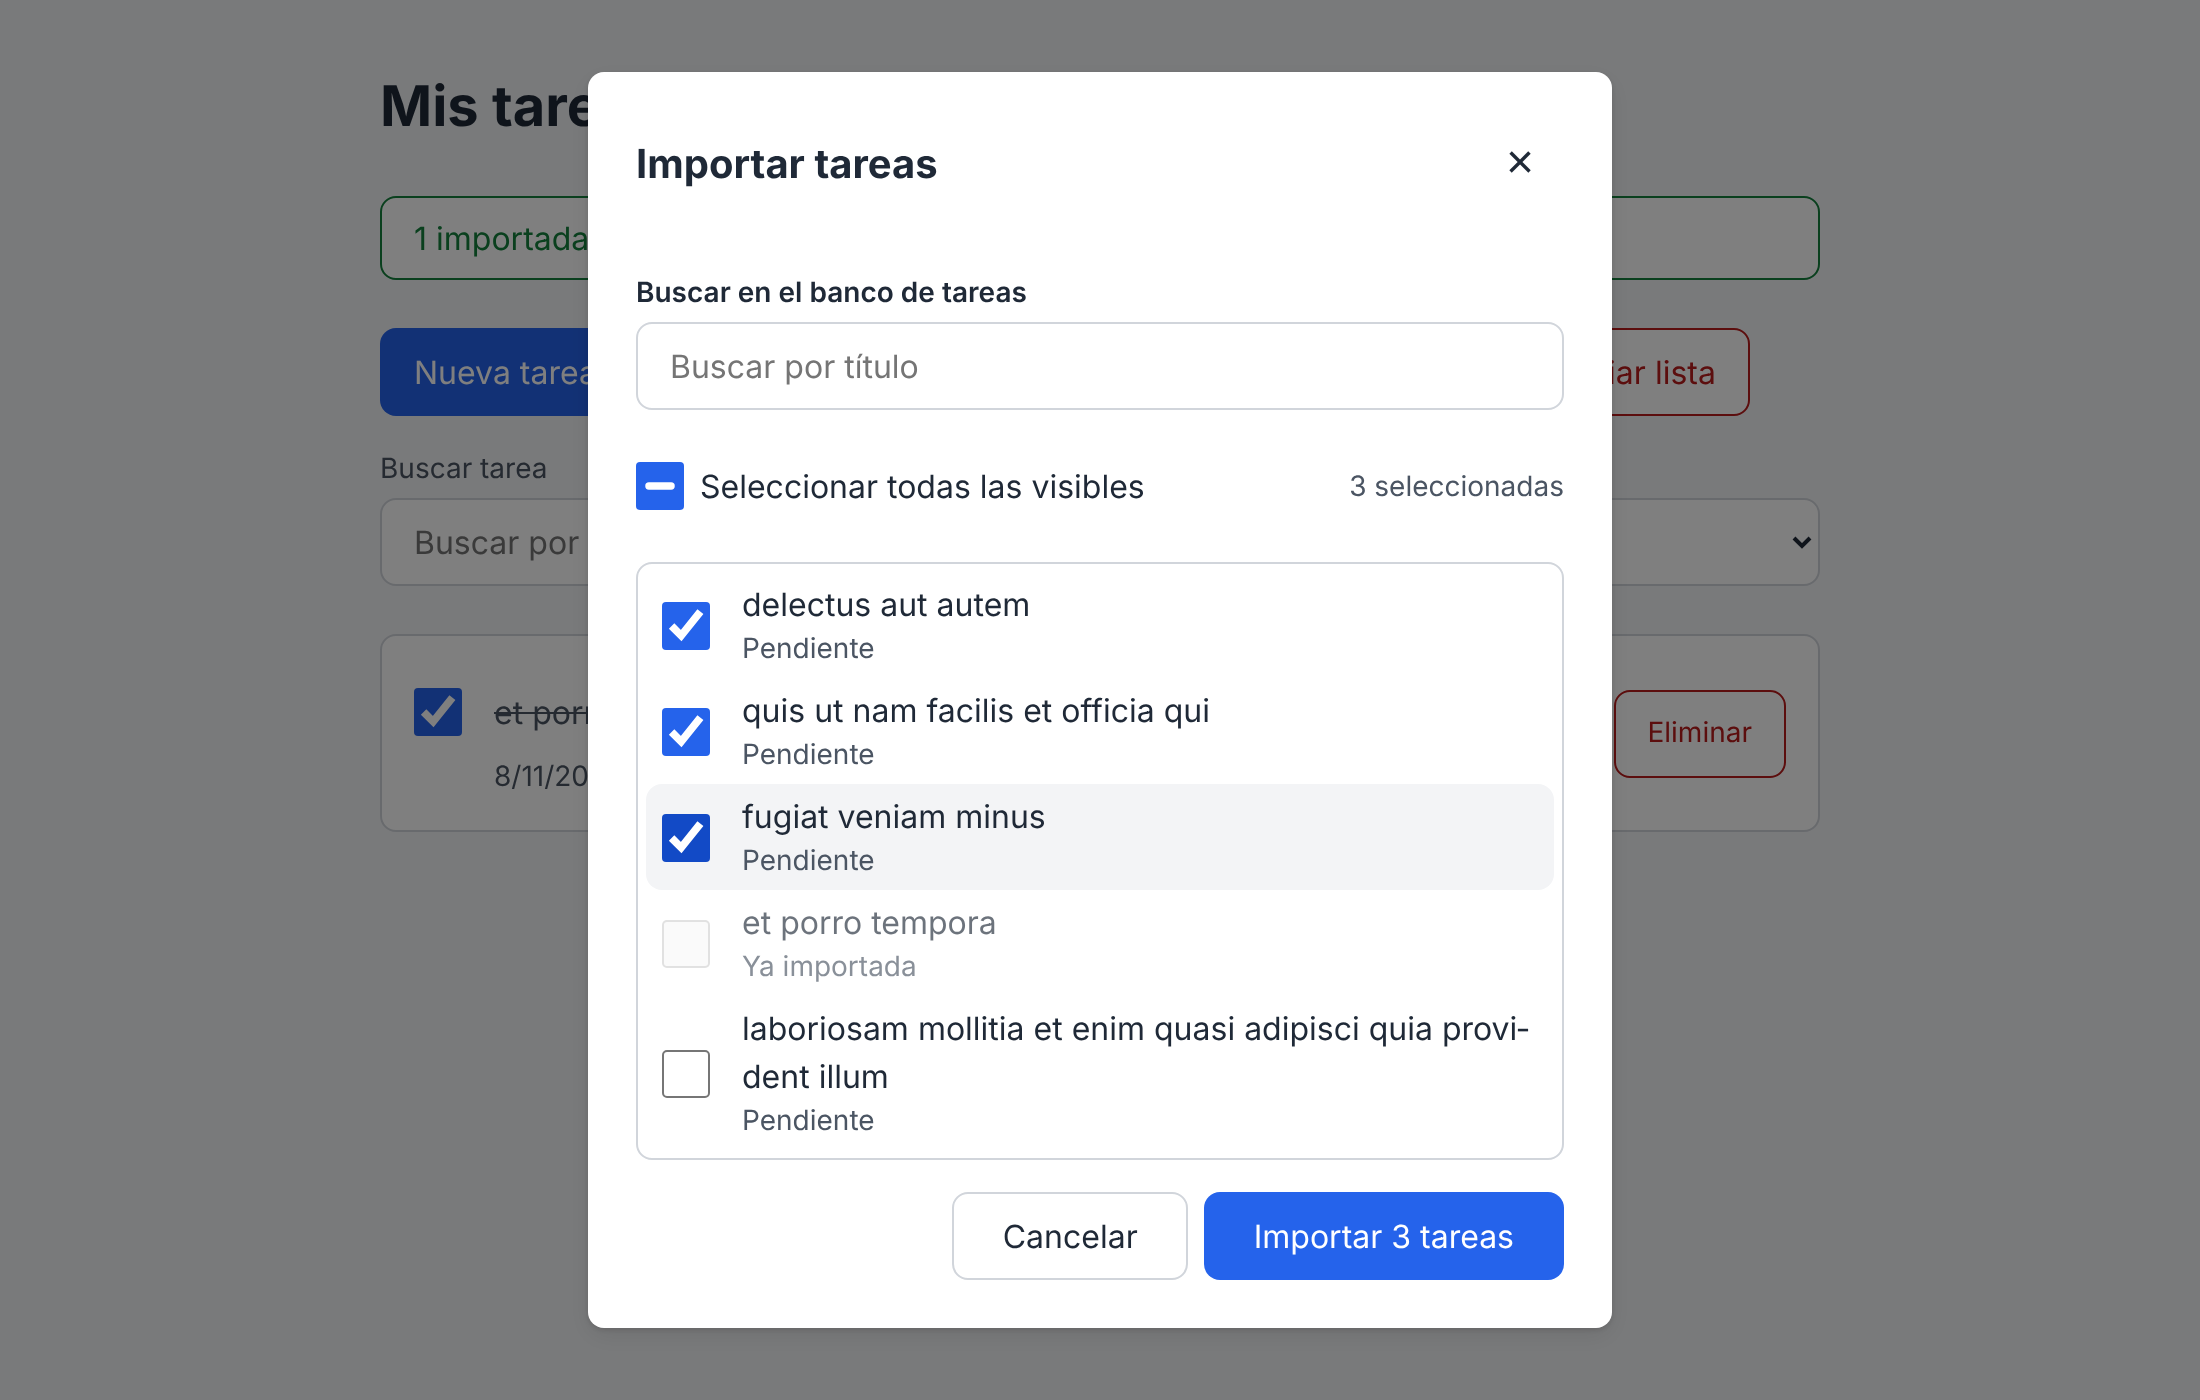 Mis tare
Importar tareas
1 importada
Buscar en el banco de tareas
Buscar por título
Nueva tarea
iar lista
Buscar tarea
Seleccionar todas las visibles
3 seleccionadas
Buscar por
delectus aut autem
Pendiente
quis ut nam facilis et officia qui
Pendiente
et porr
8/11/20
Eliminar
fugiat veniam minus
Pendiente
et porro tempora
Ya importada
laboriosam mollitia et enim quasi adipisci quia provi-
dent illum
Pendiente
Cancelar
Importar 3 tareas